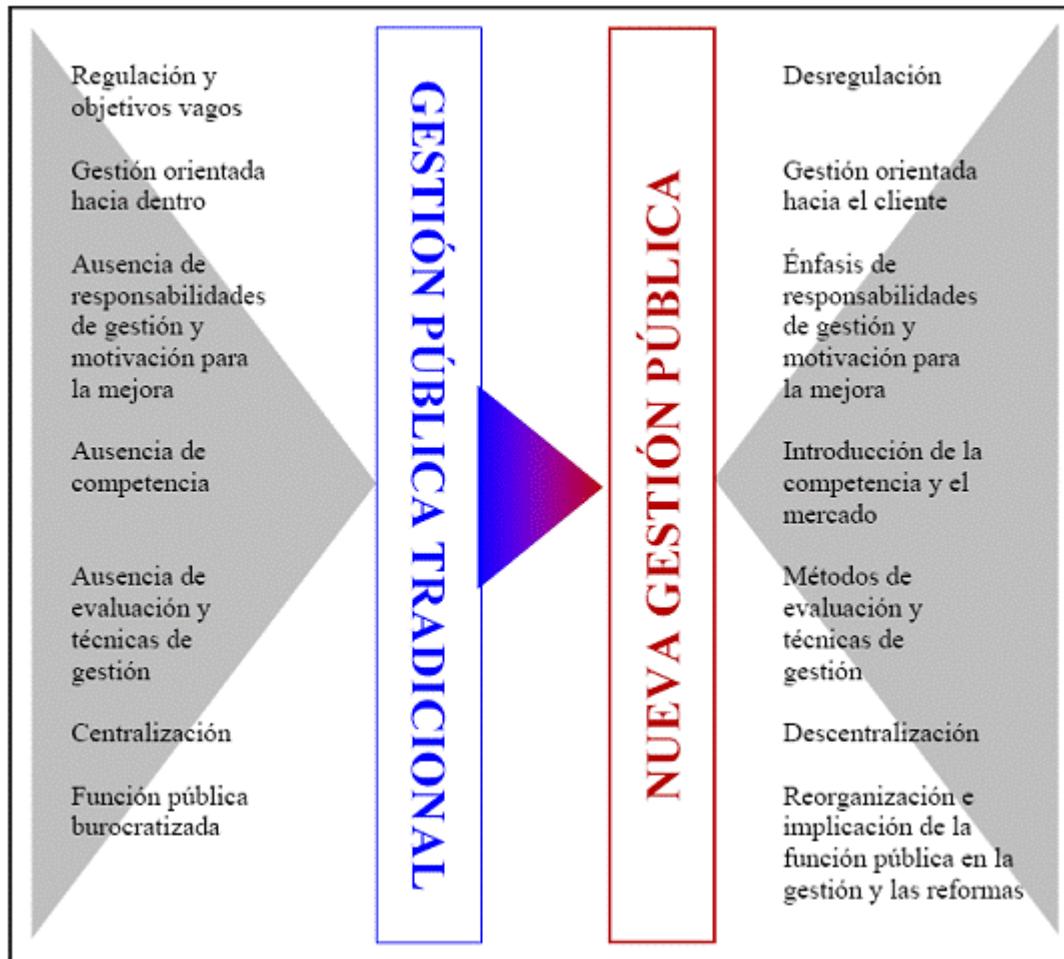 Regulación y
objetivos vagos
Gestión orientada
hacia dentro
Ausencia de
responsabilidades
de gestión y
motivación para
la mejora
Ausencia de
competencia
Ausencia de
evaluación y
técnicas de
gestión
Centralización
Función pública
burocratizada
GESTIÓN PÚBLICA TRADICIONAL
NUEVA GESTIÓN PÚBLICA
Desregulación
Gestión orientada
hacia el cliente
Énfasis de
responsabilidades
de gestión y
motivación para
la mejora
Introducción de la
competencia y el
mercado
Métodos de
evaluación y
técnicas de
gestión
Descentralización
Reorganización e
implicación de la
función pública en la
gestión y las reformas